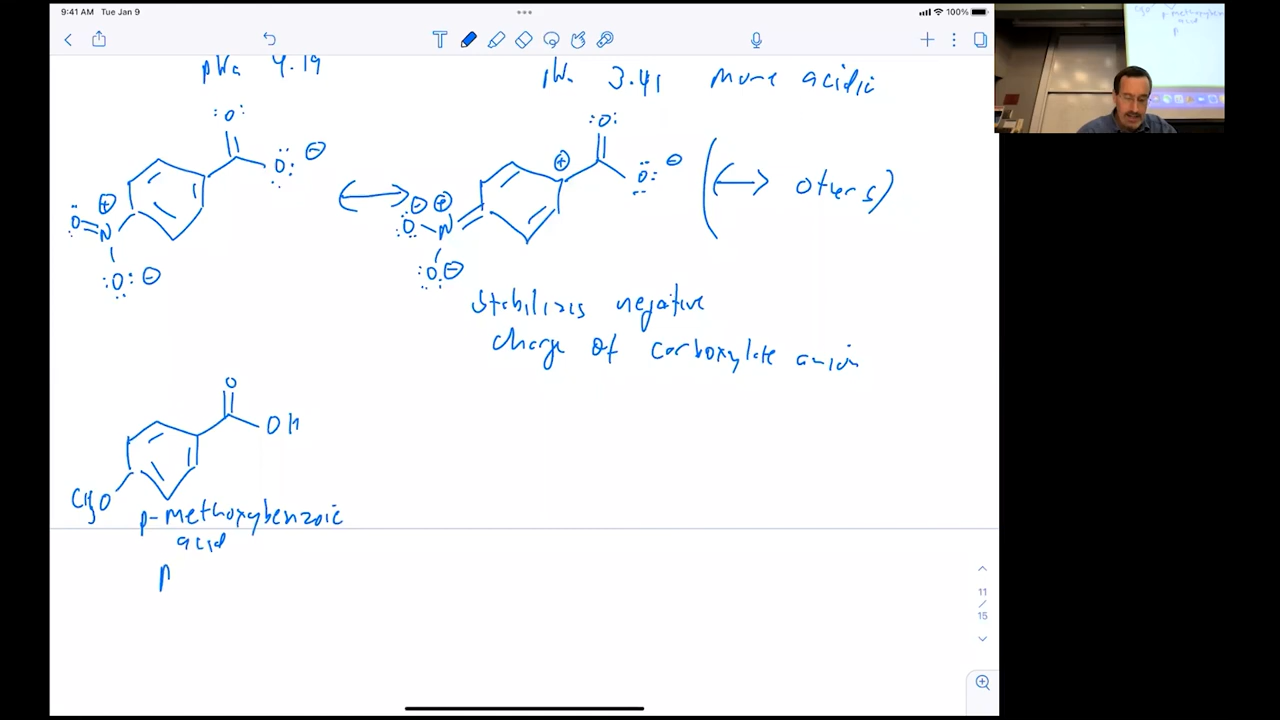 9:41 AM Tue Jan 9
100%
pKa 4.19
pKa 3.41 more acidic
:O:
O: ⊖
⊕
O=N
:O: ⊖
↔
:O:
⊕
O: ⊖
⊖ ⊕
O-N
:O: ⊖
(↔ others)
stabilizes negative
charge of carboxylate anion
O
OH
CH3O
p-methoxybenzoic
acid
p
11
/
15